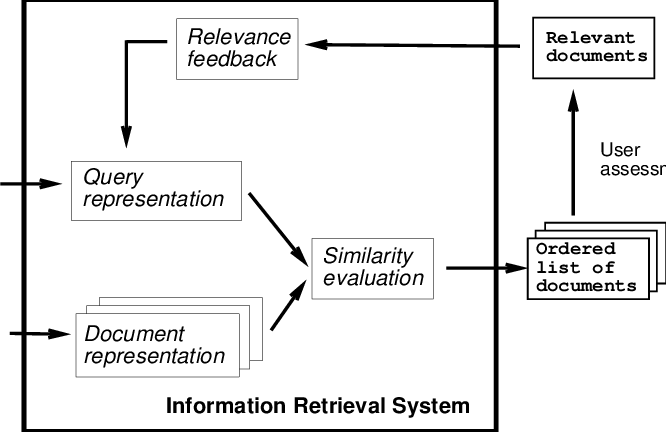 Relevance
feedback
Relevant
documents
User
Query
representation
Similarity
evaluation
Ordered
list of
documents
Document
representation
Information Retrieval System